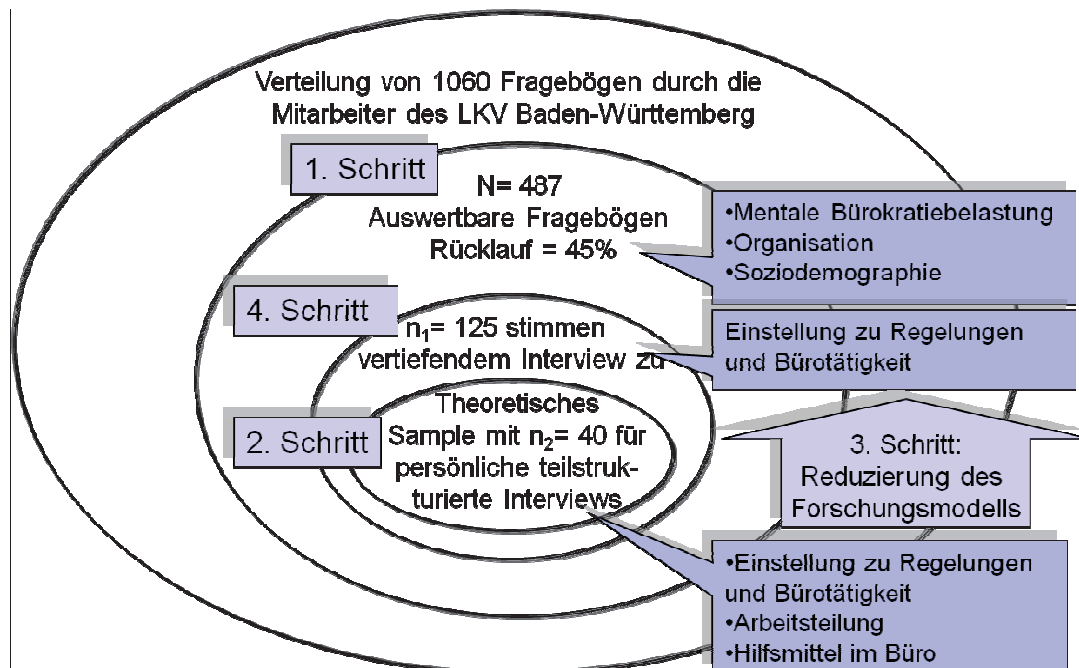 Verteilung von 1060 Fragebögen durch die
Mitarbeiter des LKV Baden-Württemberg
1. Schritt
N= 487
Auswertbare Fragebögen
Rücklauf = 45%
•Mentale Bürokratiebelastung
•Organisation
•Soziodemographie
4. Schritt
n₁= 125 stimmen
vertiefendem Interview zu
Einstellung zu Regelungen
und Bürotätigkeit
2. Schritt
Theoretisches
Sample mit n₂= 40 für
persönliche teilstruk-
turierte Interviews
3. Schritt:
Reduzierung des
Forschungsmodells
•Einstellung zu Regelungen
und Bürotätigkeit
•Arbeitsteilung
•Hilfsmittel im Büro